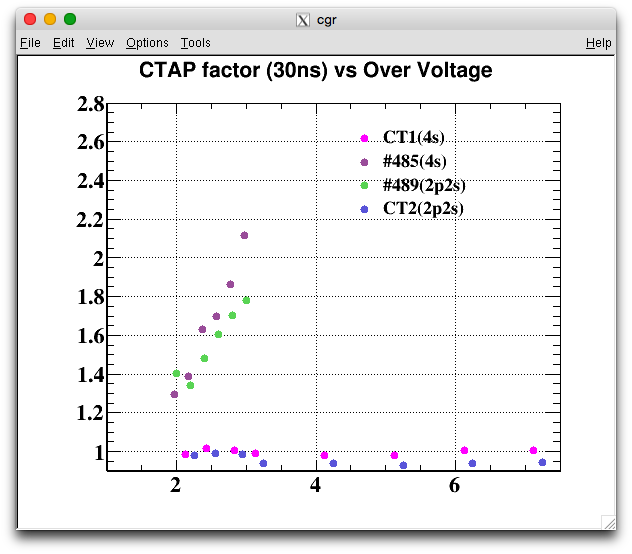 cgr
File Edit View Options Tools Help
CTAP factor (30ns) vs Over Voltage
2.8
2.6
2.4
2.2
2
1.8
1.6
1.4
1.2
1
CT1(4s)
#485(4s)
#489(2p2s)
CT2(2p2s)
2 4 6